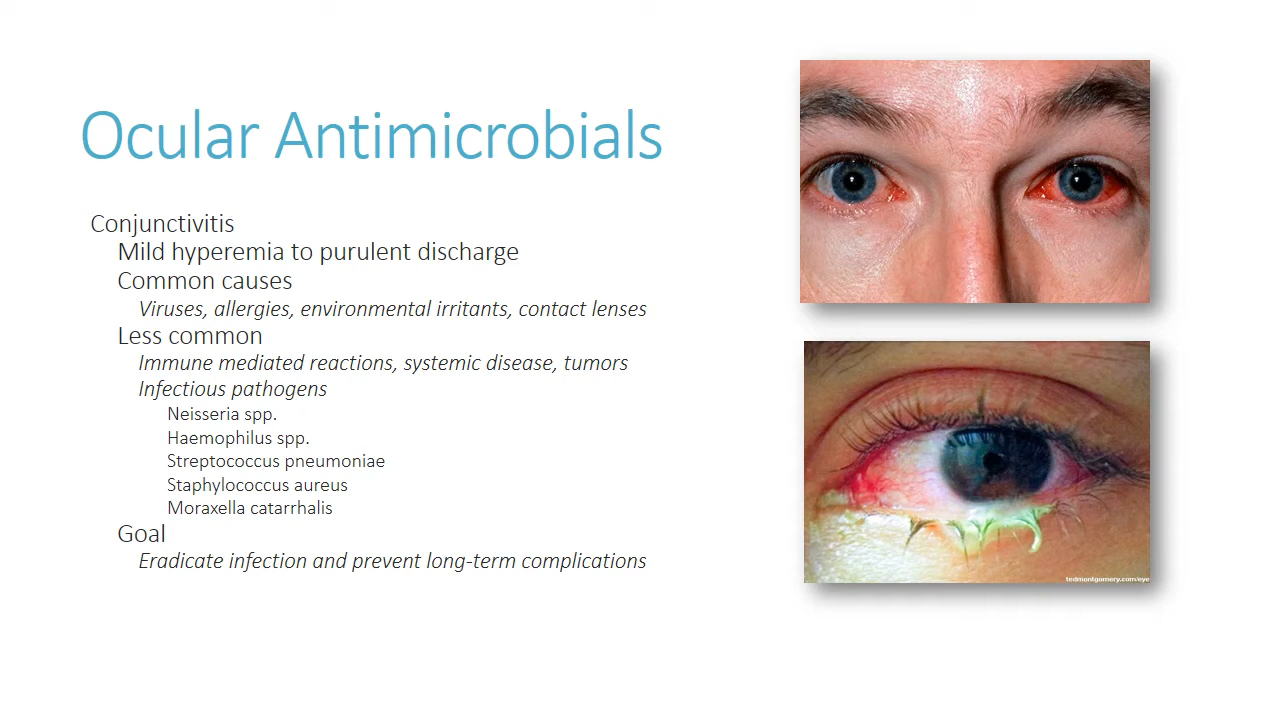 Ocular Antimicrobials
Conjunctivitis
Mild hyperemia to purulent discharge
Common causes
Viruses, allergies, environmental irritants, contact lenses
Less common
Immune mediated reactions, systemic disease, tumors
Infectious pathogens
Neisseria spp.
Haemophilus spp.
Streptococcus pneumoniae
Staphylococcus aureus
Moraxella catarrhalis
Goal
Eradicate infection and prevent long-term complications
tedmontgomery.com/eye